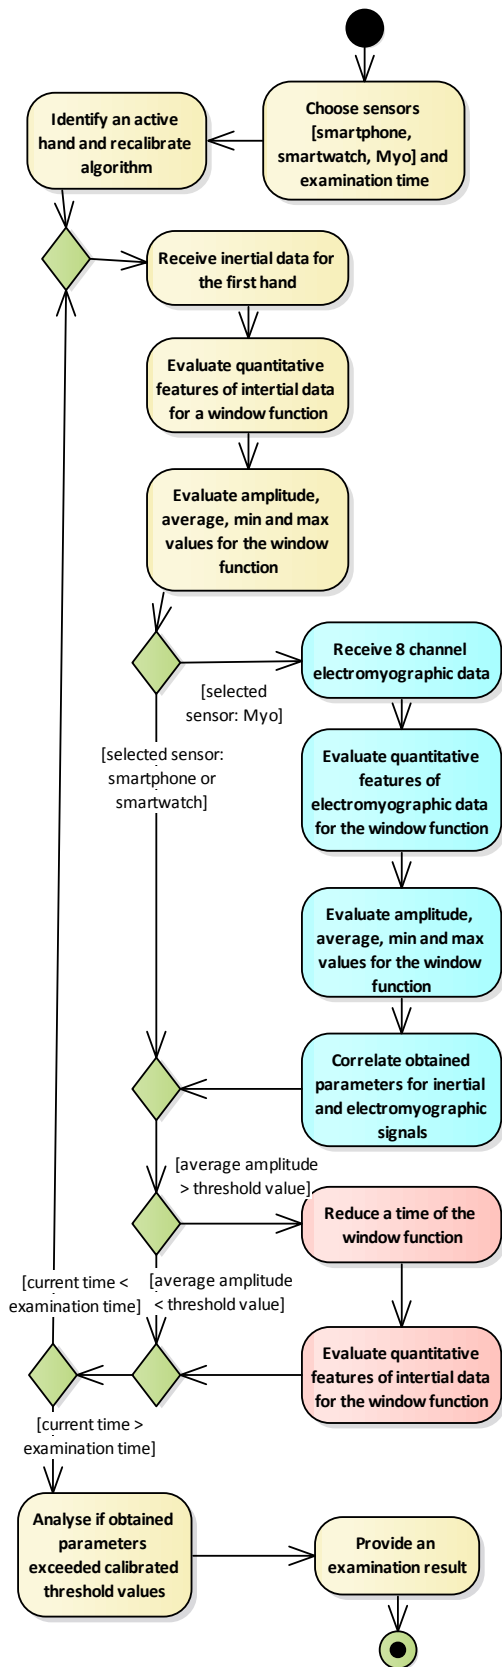 Choose sensors
[smartphone,
smartwatch, Myo] and
examination time
Identify an active
hand and recalibrate
algorithm
Receive inertial data for
the first hand
Evaluate quantitative
features of intertial data
for a window function
Evaluate amplitude,
average, min and max
values for the window
function
Receive 8 channel
electromyographic data
[selected
sensor: Myo]
[selected sensor:
smartphone or
smartwatch]
Evaluate quantitative
features of
electromyographic data
for the window function
Evaluate amplitude,
average, min and max
values for the window
function
Correlate obtained
parameters for inertial
and electromyographic
signals
[average amplitude
> threshold value]
Reduce a time of the
window function
[current time <
examination time]
[average amplitude
< threshold value]
Evaluate quantitative
features of intertial data
for the window function
[current time >
examination time]
Analyse if obtained
parameters
exceeded calibrated
threshold values
Provide an
examination result